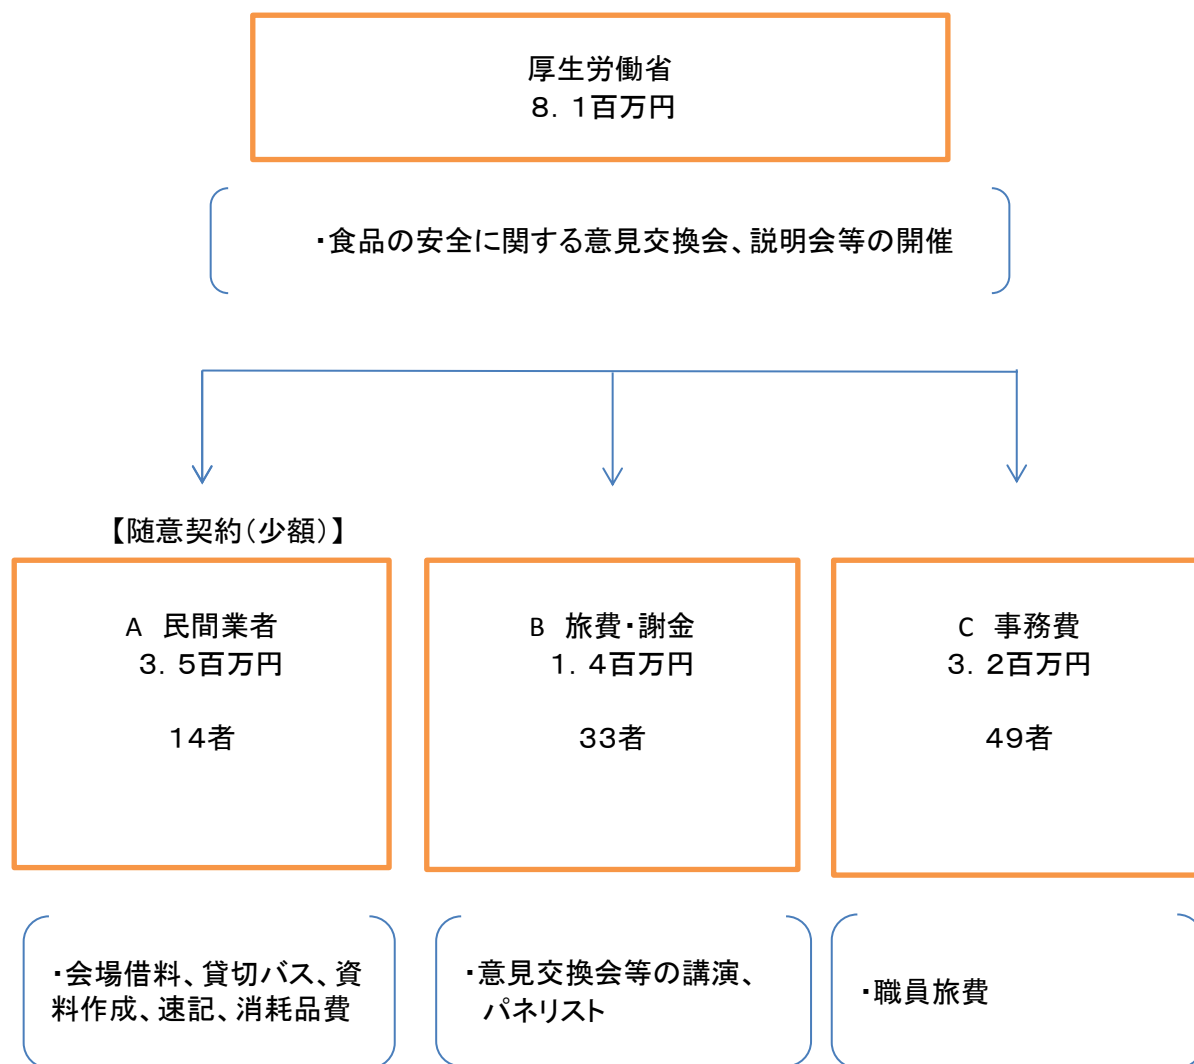 厚生労働省
８．１百万円
・食品の安全に関する意見交換会、説明会等の開催
【随意契約（少額）】
A　民間業者
３．５百万円
１４者
・会場借料、貸切バス、資
料作成、速記、消耗品費
B　旅費・謝金
１．４百万円
３３者
・意見交換会等の講演、
パネリスト
C　事務費
３．２百万円
４９者
・職員旅費